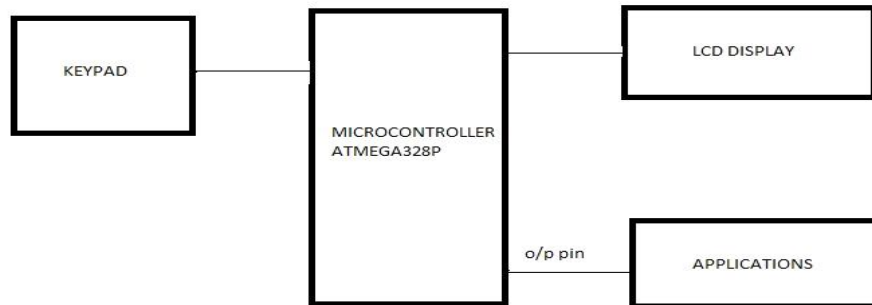 KEYPAD
MICROCONTROLLER
ATMEGA328P
LCD DISPLAY
o/p pin
APPLICATIONS